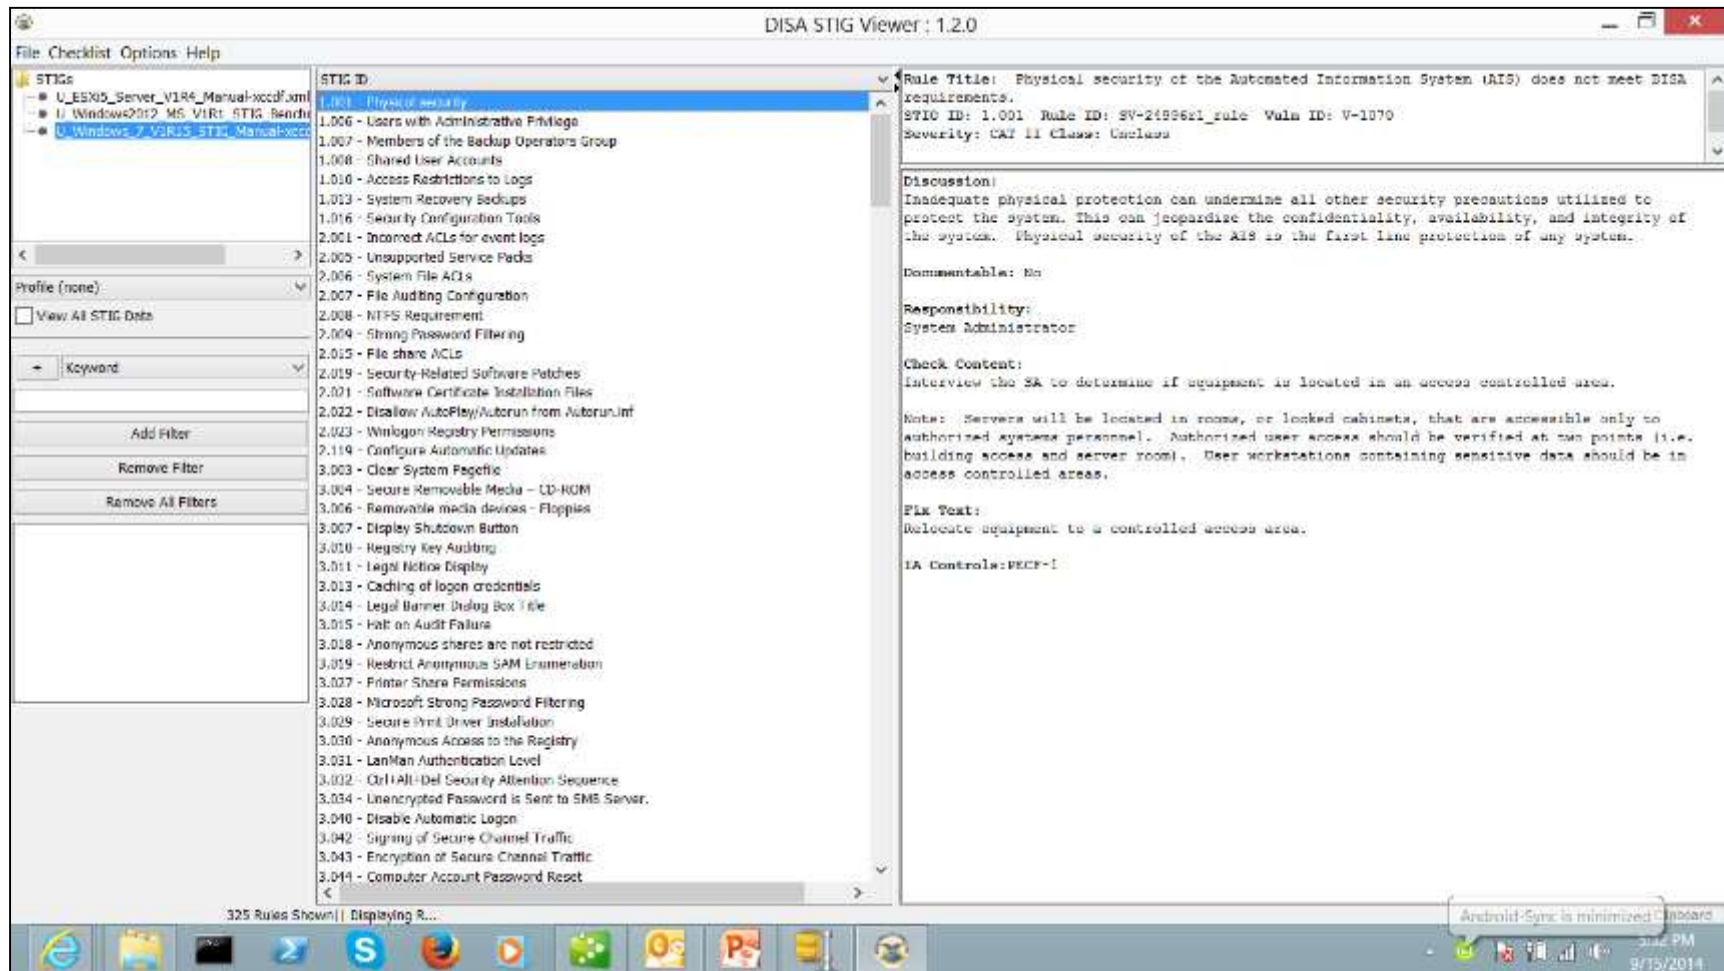 DISA STIG Viewer : 1.2.0
File Checklist Options Help
STIGs
U_ESXi5_Server_V1R4_Manual-xccdf.xml
U_Windows2012_MS_V1R1_STIG_Bench
U_Windows_7_V1R15_STIG_Manual-xccd
Profile (none)
View All STIG Data
+ Keyword
Add Filter
Remove Filter
Remove All Filters
STIG ID
1.001 - Physical security
1.006 - Users with Administrative Privilege
1.007 - Members of the Backup Operators Group
1.008 - Shared User Accounts
1.010 - Access Restrictions to Logs
1.013 - System Recovery Backups
1.016 - Security Configuration Tools
2.001 - Incorrect ACLs for event logs
2.005 - Unsupported Service Packs
2.006 - System File ACLs
2.007 - File Auditing Configuration
2.008 - NTFS Requirement
2.009 - Strong Password Filtering
2.015 - File share ACLs
2.019 - Security-Related Software Patches
2.021 - Software Certificate Installation Files
2.022 - Disallow AutoPlay/Autorun from Autorun.inf
2.023 - Winlogon Registry Permissions
2.119 - Configure Automatic Updates
3.003 - Clear System Pagefile
3.004 - Secure Removable Media – CD-ROM
3.006 - Removable media devices - Floppies
3.007 - Display Shutdown Button
3.010 - Registry Key Auditing
3.011 - Legal Notice Display
3.013 - Caching of logon credentials
3.014 - Legal Banner Dialog Box Title
3.015 - Halt on Audit Failure
3.018 - Anonymous shares are not restricted
3.019 - Restrict Anonymous SAM Enumeration
3.027 - Printer Share Permissions
3.028 - Microsoft Strong Password Filtering
3.029 - Secure Print Driver Installation
3.030 - Anonymous Access to the Registry
3.031 - LanMan Authentication Level
3.032 - Ctrl+Alt+Del Security Attention Sequence
3.034 - Unencrypted Password is Sent to SMB Server.
3.040 - Disable Automatic Logon
3.042 - Signing of Secure Channel Traffic
3.043 - Encryption of Secure Channel Traffic
3.044 - Computer Account Password Reset
Rule Title: Physical security of the Automated Information System (AIS) does not meet DISA
requirements.
STIG ID: 1.001 Rule ID: SV-24996r1_rule Vuln ID: V-1070
Severity: CAT II Class: Unclass
Discussion:
Inadequate physical protection can undermine all other security precautions utilized to
protect the system. This can jeopardize the confidentiality, availability, and integrity of
the system. Physical security of the AIS is the first line protection of any system.
Documentable: No
Responsibility:
System Administrator
Check Content:
Interview the SA to determine if equipment is located in an access controlled area.
Note: Servers will be located in rooms, or locked cabinets, that are accessible only to
authorized systems personnel. Authorized user access should be verified at two points (i.e.
building access and server room). User workstations containing sensitive data should be in
access controlled areas.
Fix Text:
Relocate equipment to a controlled access area.
IA Controls:PECF-1
325 Rules Shown|| Displaying R...
Android-Sync is minimized
5:32 PM
9/15/2014